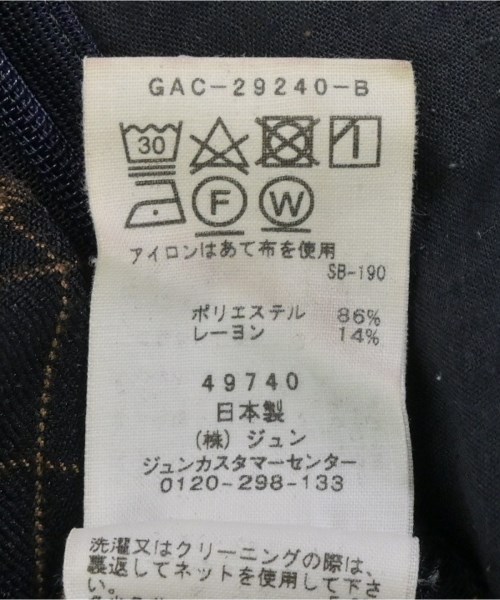 GAC-29240-B
30
F W
アイロンはあて布を使用
SB-190
ポリエステル 86%
レーヨン 14%
49740
日本製
(株) ジュン
ジュンカスタマーセンター
0120-298-133
洗濯又はクリーニングの際は、
裏返してネットを使用して下さ
い。